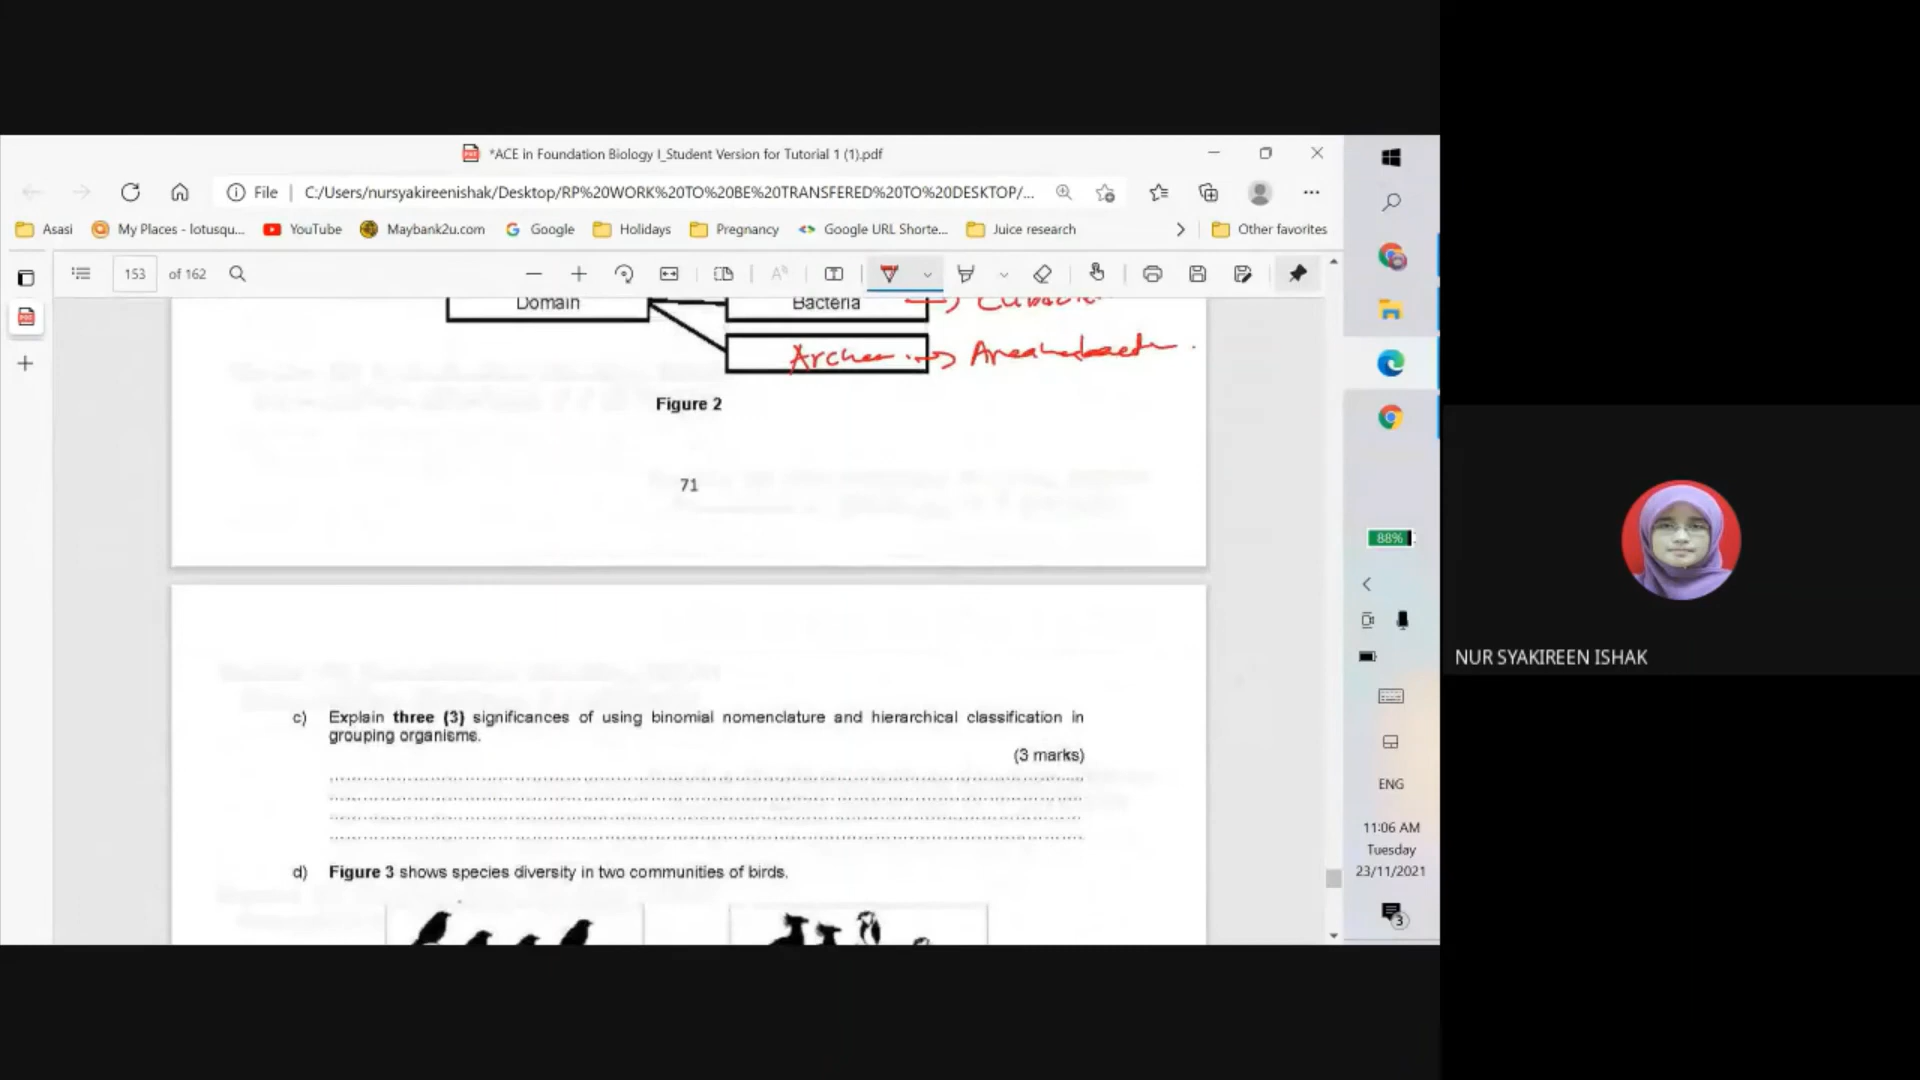 *ACE in Foundation Biology I_Student Version for Tutorial 1 (1).pdf
File | C:/Users/nursyakireenishak/Desktop/RP%20WORK%20TO%20BE%20TRANSFERED%20TO%20DESKTOP/...
Asasi My Places - lotusqu... YouTube Maybank2u.com Google Holidays Pregnancy Google URL Shorte... Juice research Other favorites
153 of 162
Domain Bacteria
Archea
Figure 2
71
c) Explain three (3) significances of using binomial nomenclature and hierarchical classification in
grouping organisms.
(3 marks)
d) Figure 3 shows species diversity in two communities of birds.
88%
ENG
11:06 AM
Tuesday
23/11/2021
3
NUR SYAKIREEN ISHAK